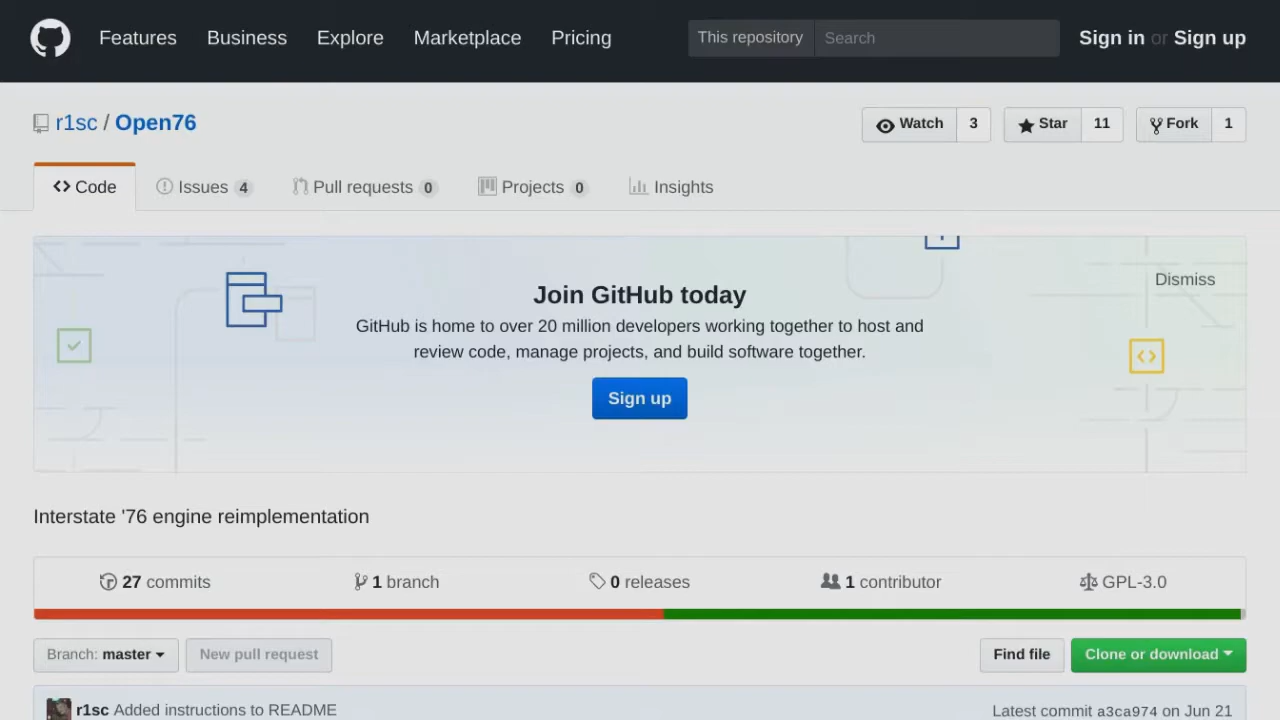 Features Business Explore Marketplace Pricing This repository Search Sign in or Sign up
r1sc / Open76 Watch 3 Star 11 Fork 1
Code Issues 4 Pull requests 0 Projects 0 Insights
Dismiss
Join GitHub today
GitHub is home to over 20 million developers working together to host and
review code, manage projects, and build software together.
Sign up
Interstate '76 engine reimplementation
27 commits 1 branch 0 releases 1 contributor GPL-3.0
Branch: master New pull request Find file Clone or download
r1sc Added instructions to README Latest commit a3ca974 on Jun 21